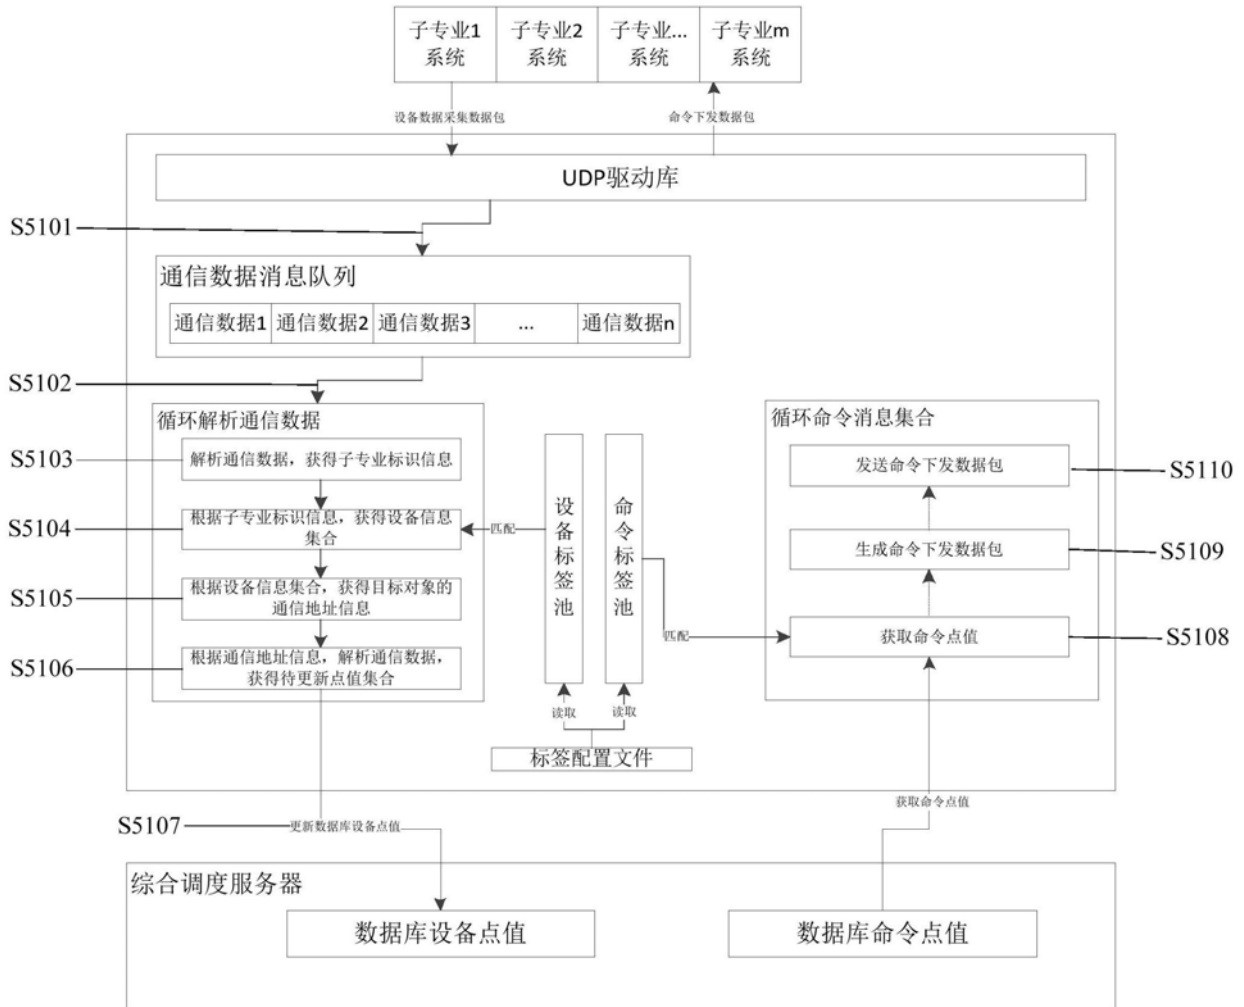 子专业1
系统
子专业2
系统
子专业...
系统
子专业m
系统
设备数据采集数据包
命令下发数据包
UDP驱动库
S5101
通信数据消息队列
通信数据1
通信数据2
通信数据3
...
通信数据n
S5102
循环解析通信数据
S5103
解析通信数据，获得子专业标识信息
S5104
根据子专业标识信息，获得设备信息
集合
S5105
根据设备信息集合，获得目标对象的
通信地址信息
S5106
根据通信地址信息，解析通信数据，
获得待更新点值集合
匹配
设备标签池
命令标签池
匹配
读取
读取
标签配置文件
循环命令消息集合
发送命令下发数据包
S5110
生成命令下发数据包
S5109
获取命令点值
S5108
S5107
更新数据库设备点值
获取命令点值
综合调度服务器
数据库设备点值
数据库命令点值